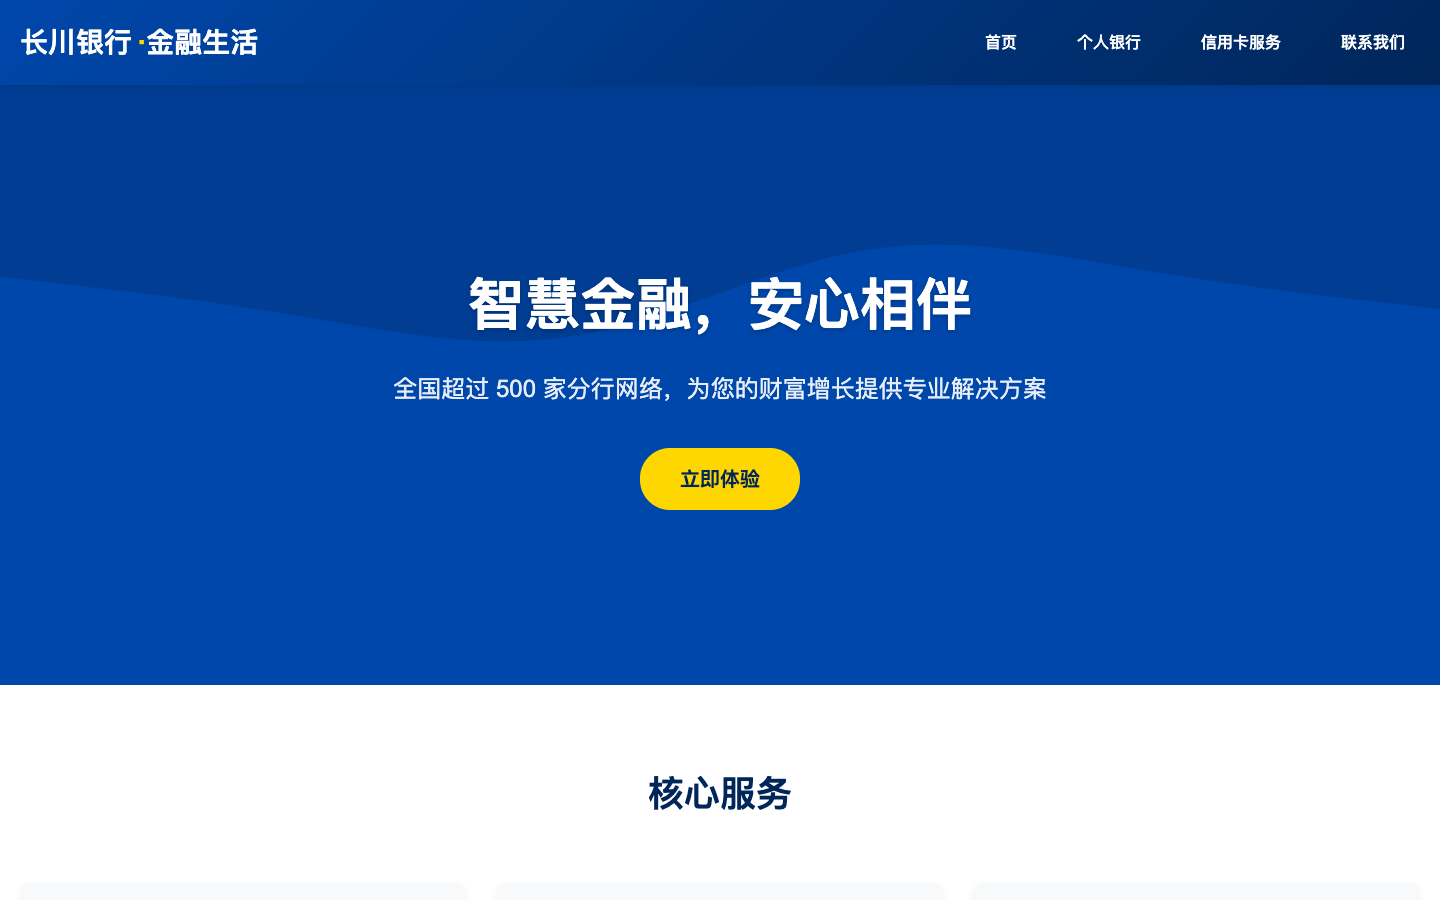 长川银行 ·金融生活
首页
个人银行
信用卡服务
联系我们
智慧金融，安心相伴
全国超过 500 家分行网络，为您的财富增长提供专业解决方案
立即体验
核心服务